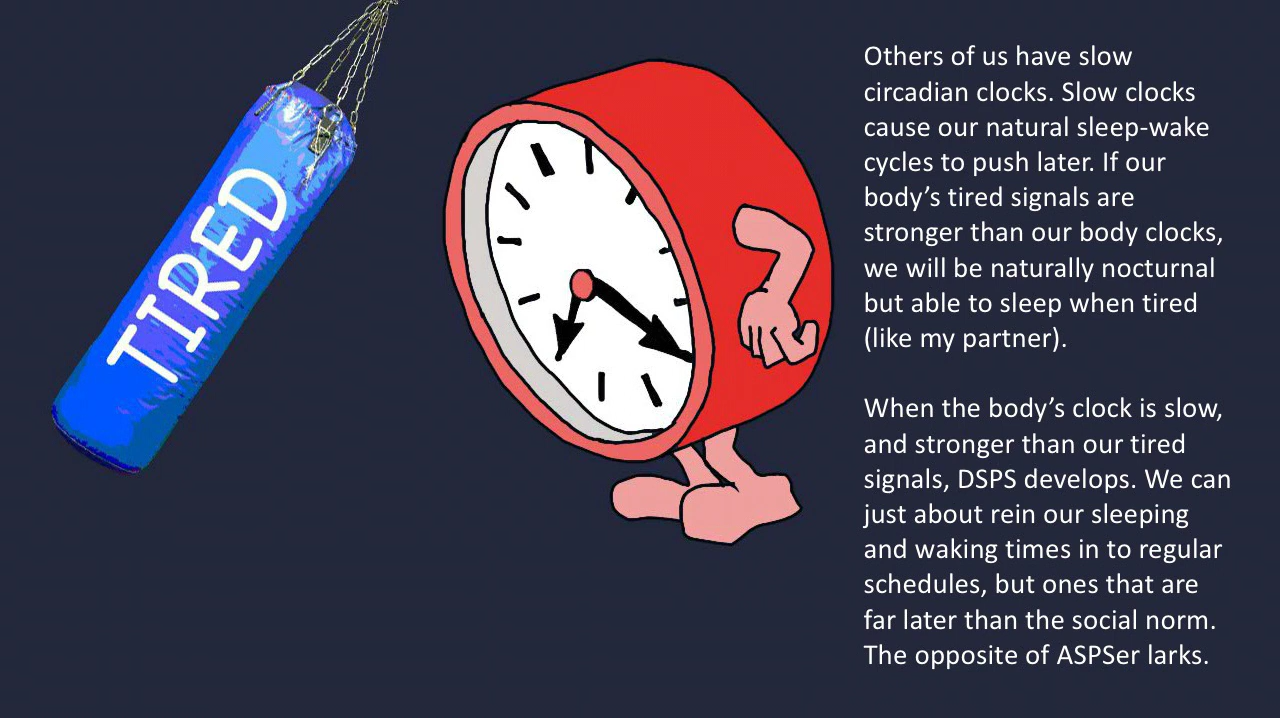 TIRED
Others of us have slow
circadian clocks. Slow clocks
cause our natural sleep-wake
cycles to push later. If our
body’s tired signals are
stronger than our body clocks,
we will be naturally nocturnal
but able to sleep when tired
(like my partner).
When the body’s clock is slow,
and stronger than our tired
signals, DSPS develops. We can
just about rein our sleeping
and waking times in to regular
schedules, but ones that are
far later than the social norm.
The opposite of ASPSer larks.